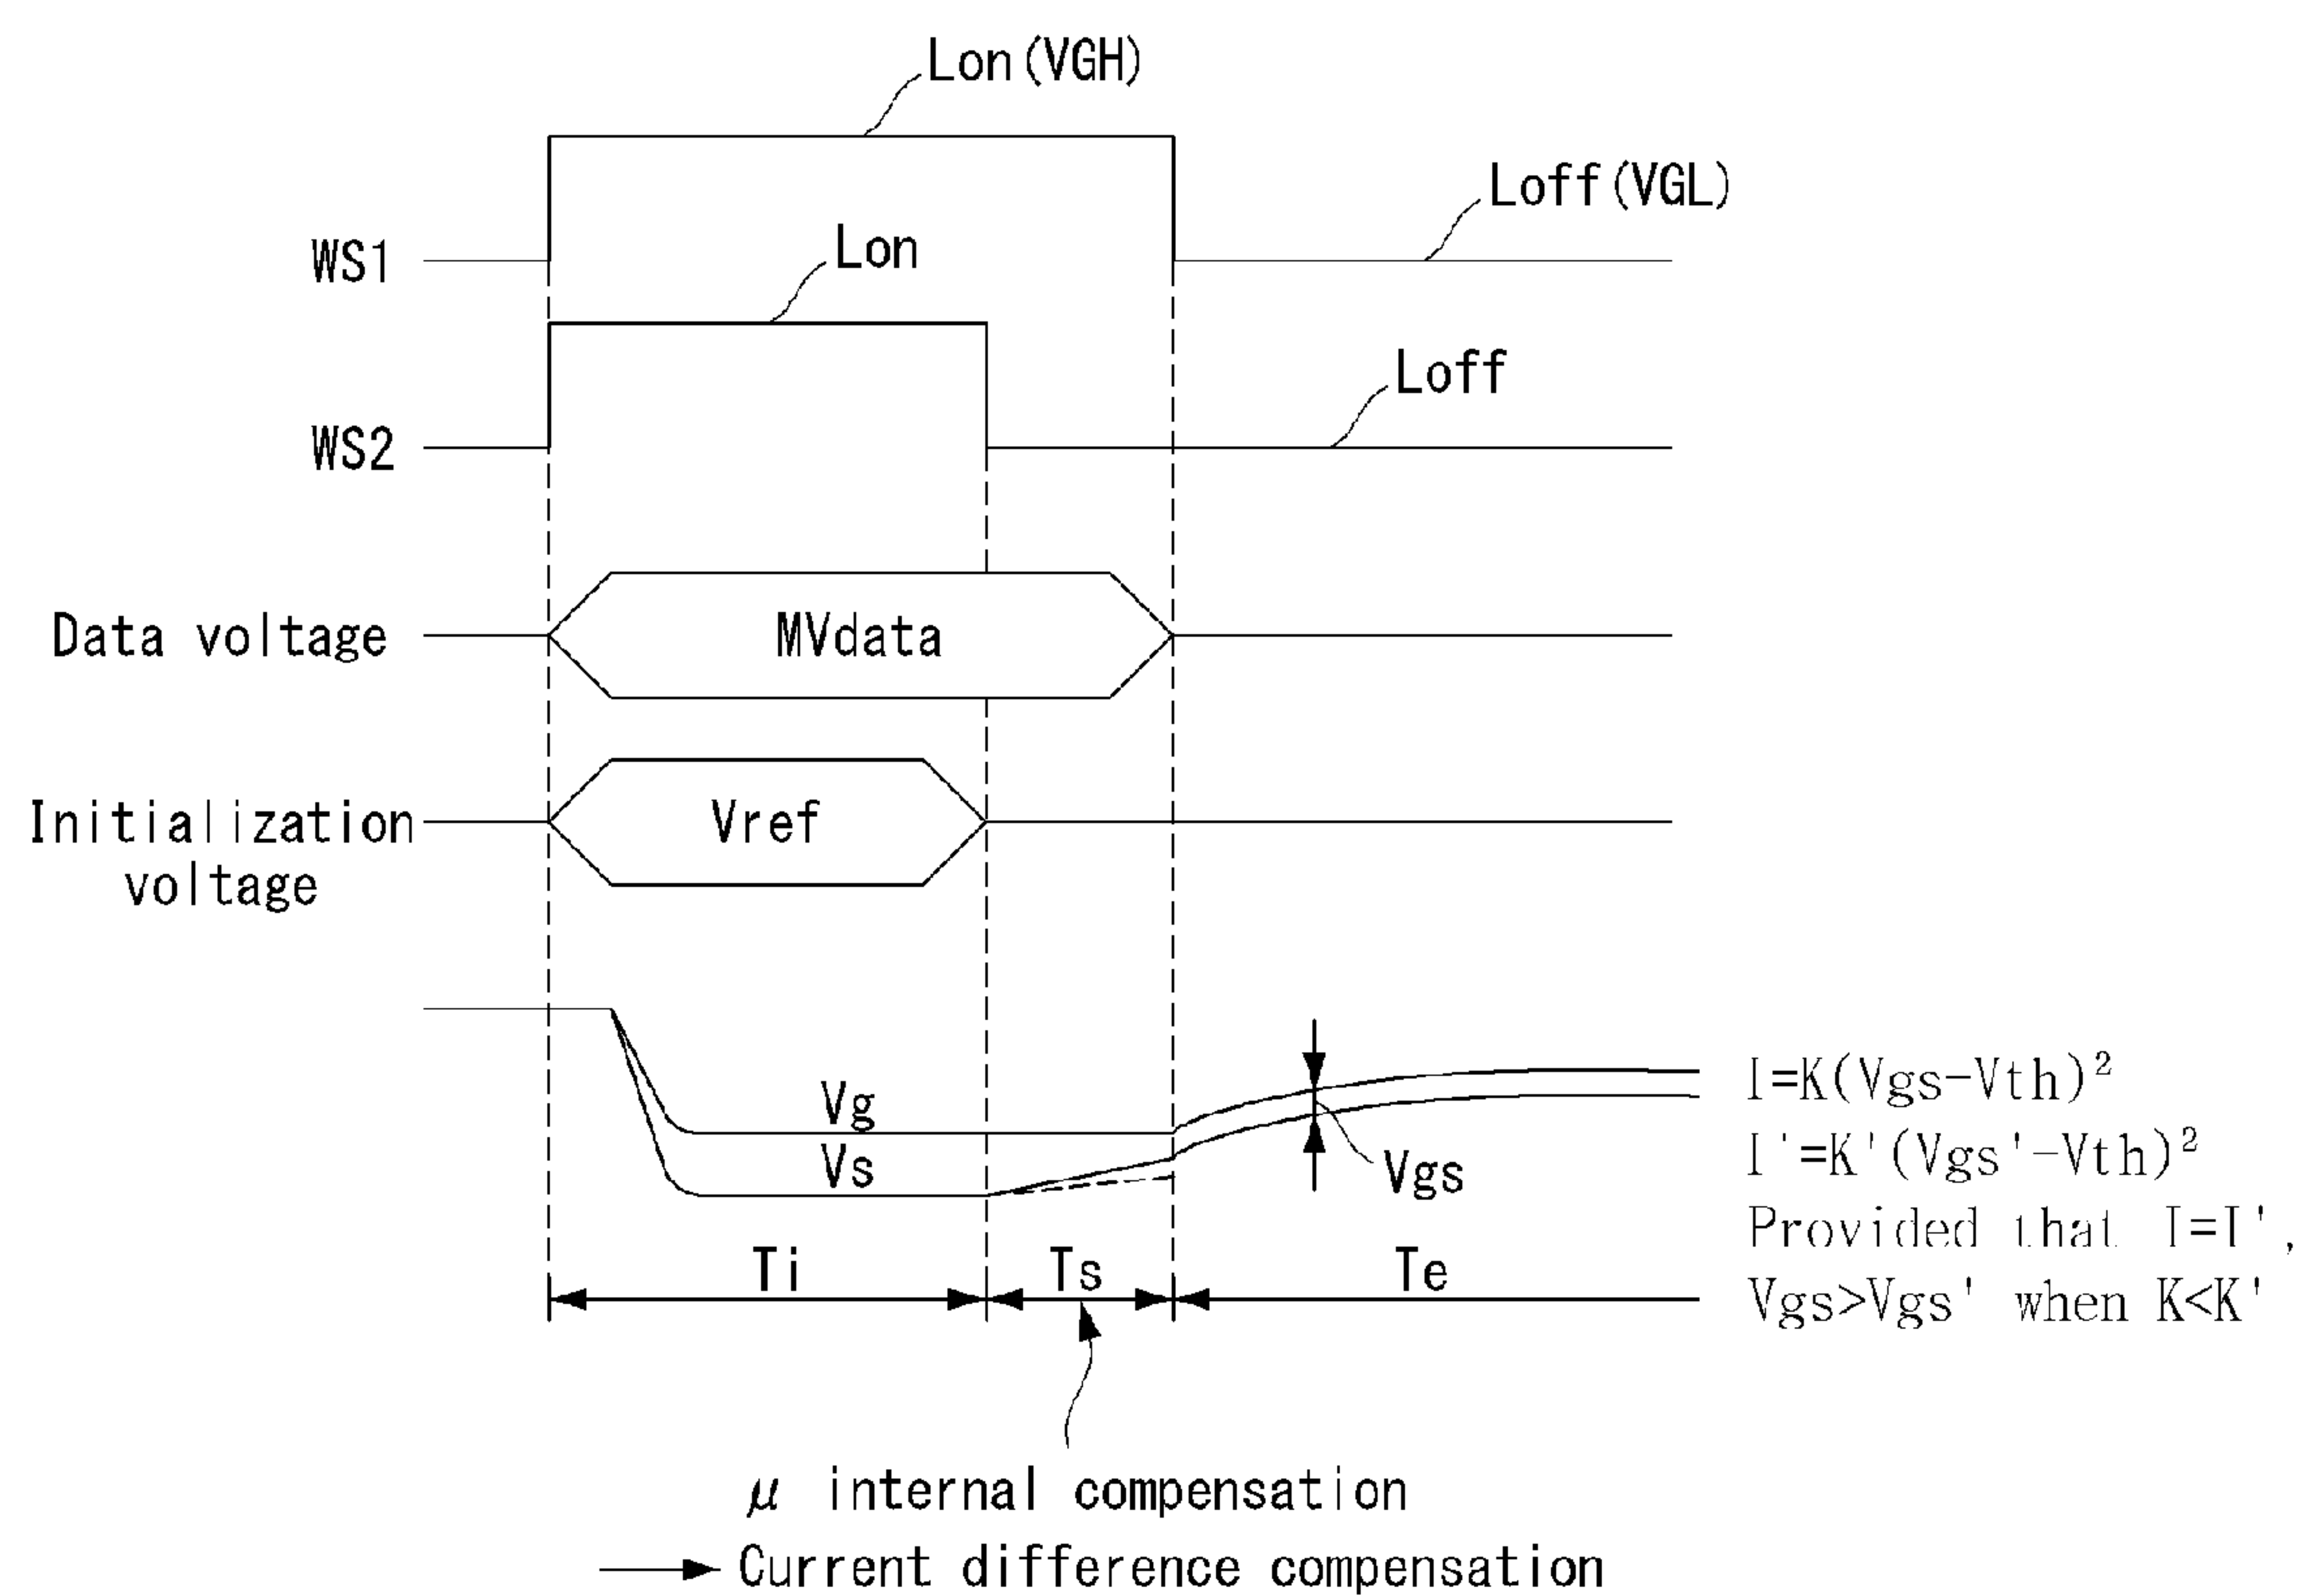 Lon(VGH)
Loff(VGL)
WS1
Lon
Loff
WS2
Data voltage
MVdata
Initialization
voltage
Vref
Vg
Vs
Vgs
I=K(Vgs-Vth)²
I'=K'(Vgs'-Vth)²
Provided that I=I',
Vgs>Vgs' when K<K'
Ti
Ts
Te
μ internal compensation
Current difference compensation